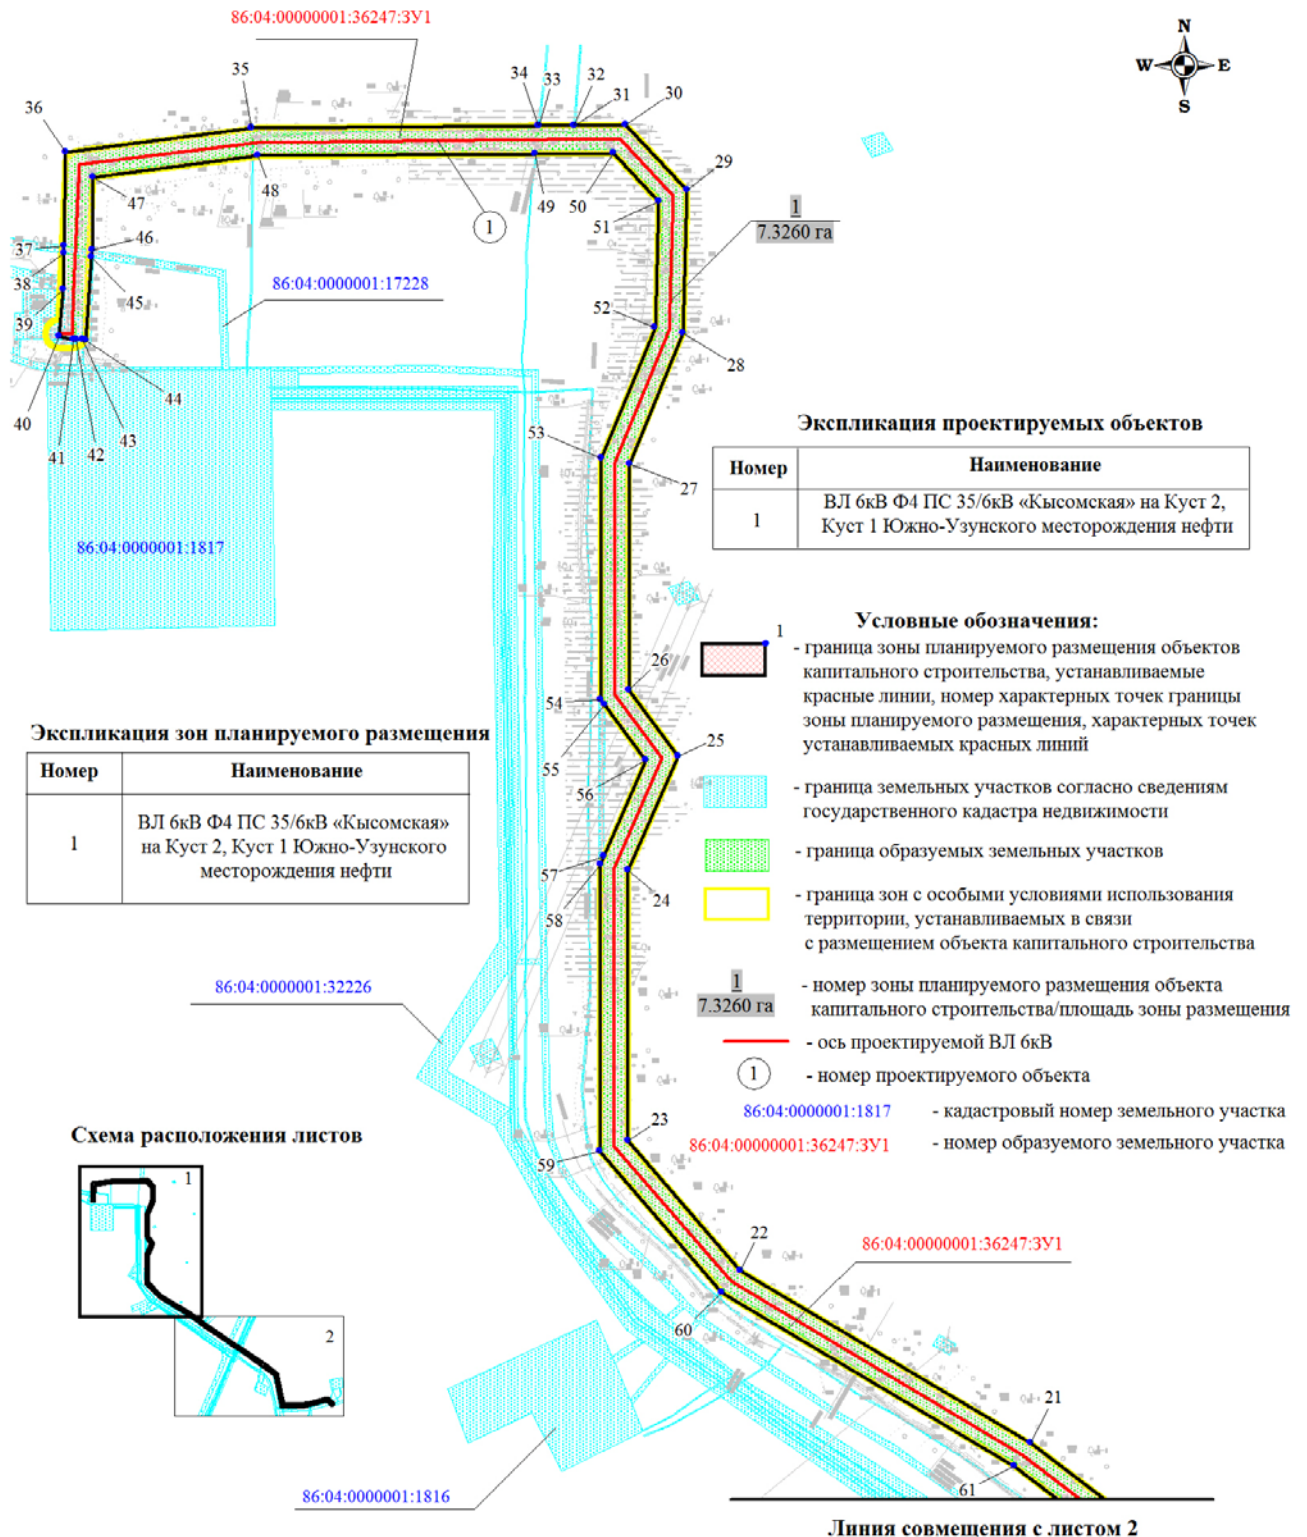 86:04:00000001:36247:ЗУ1
N
W
E
S
34
33
32
31
30
35
36
29
47
48
49
50
51
1
1
7.3260 га
37
46
38
45
39
86:04:0000001:17228
52
28
40
41
42
43
44
53
27
Экспликация проектируемых объектов
Номер
Наименование
1
ВЛ 6кВ Ф4 ПС 35/6кВ «Кысомская» на Куст 2,
Куст 1 Южно-Узунского месторождения нефти
86:04:0000001:1817
Условные обозначения:
1
- граница зоны планируемого размещения объектов
капитального строительства, устанавливаемые
красные линии, номер характерных точек границы
зоны планируемого размещения, характерных точек
устанавливаемых красных линий
26
54
25
55
56
Экспликация зон планируемого размещения
Номер
Наименование
1
ВЛ 6кВ Ф4 ПС 35/6кВ «Кысомская»
на Куст 2, Куст 1 Южно-Узунского
месторождения нефти
- граница земельных участков согласно сведениям
государственного кадастра недвижимости
- граница образуемых земельных участков
57
58
24
- граница зон с особыми условиями использования
территории, устанавливаемых в связи
с размещением объекта капитального строительства
86:04:0000001:32226
1
7.3260 га
- номер зоны планируемого размещения объекта
капитального строительства/площадь зоны размещения
- ось проектируемой ВЛ 6кВ
1
- номер проектируемого объекта
86:04:0000001:1817
- кадастровый номер земельного участка
86:04:00000001:36247:ЗУ1
- номер образуемого земельного участка
23
59
Схема расположения листов
1
2
22
60
86:04:00000001:36247:ЗУ1
21
61
86:04:0000001:1816
Линия совмещения с листом 2